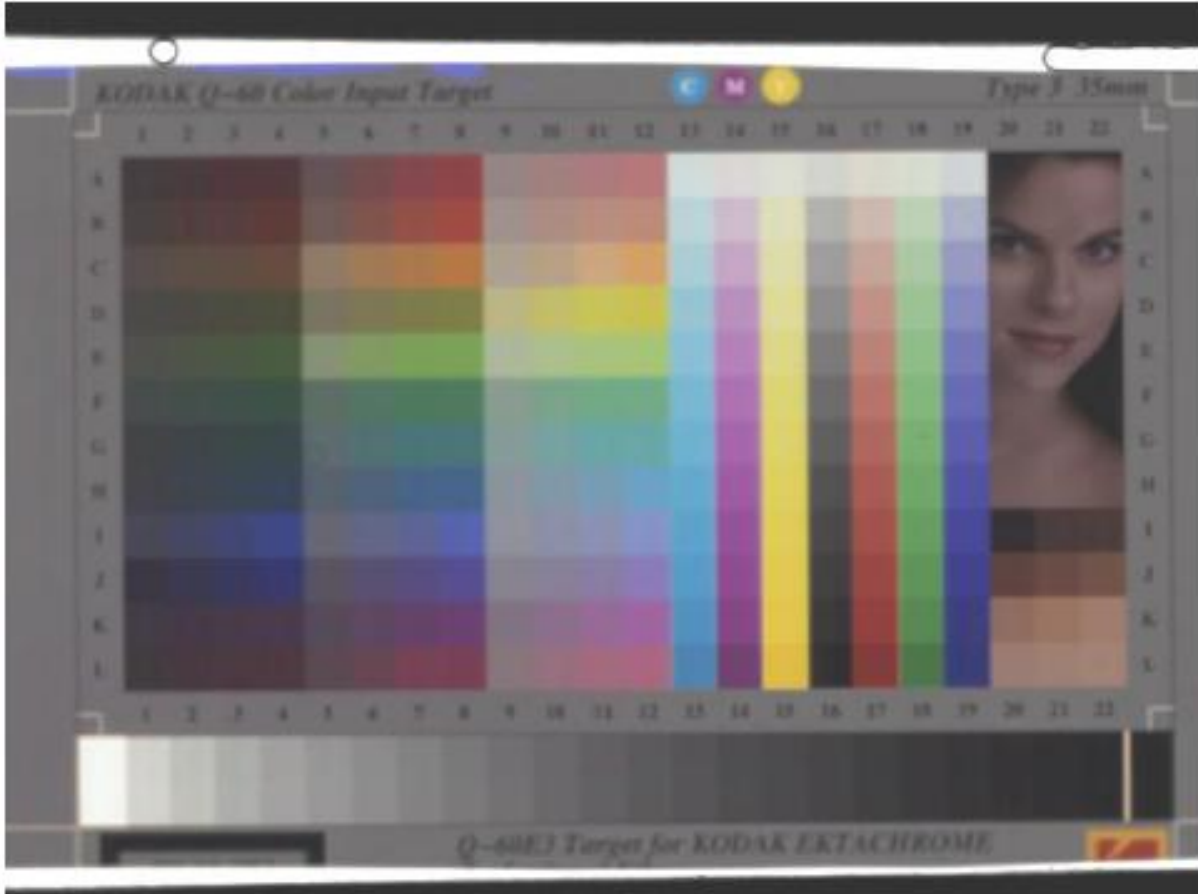 KODAK Q-60 Color Input Target C M Y Type 3 35mm
1 2 3 4 5 6 7 8 9 10 11 12 13 14 15 16 17 18 19 20 21 22
A A
B B
C C
D D
E E
F F
G G
H H
I I
J J
K K
L L
1 2 3 4 5 6 7 8 9 10 11 12 13 14 15 16 17 18 19 20 21 22
Q-60E3 Target for KODAK EKTACHROME